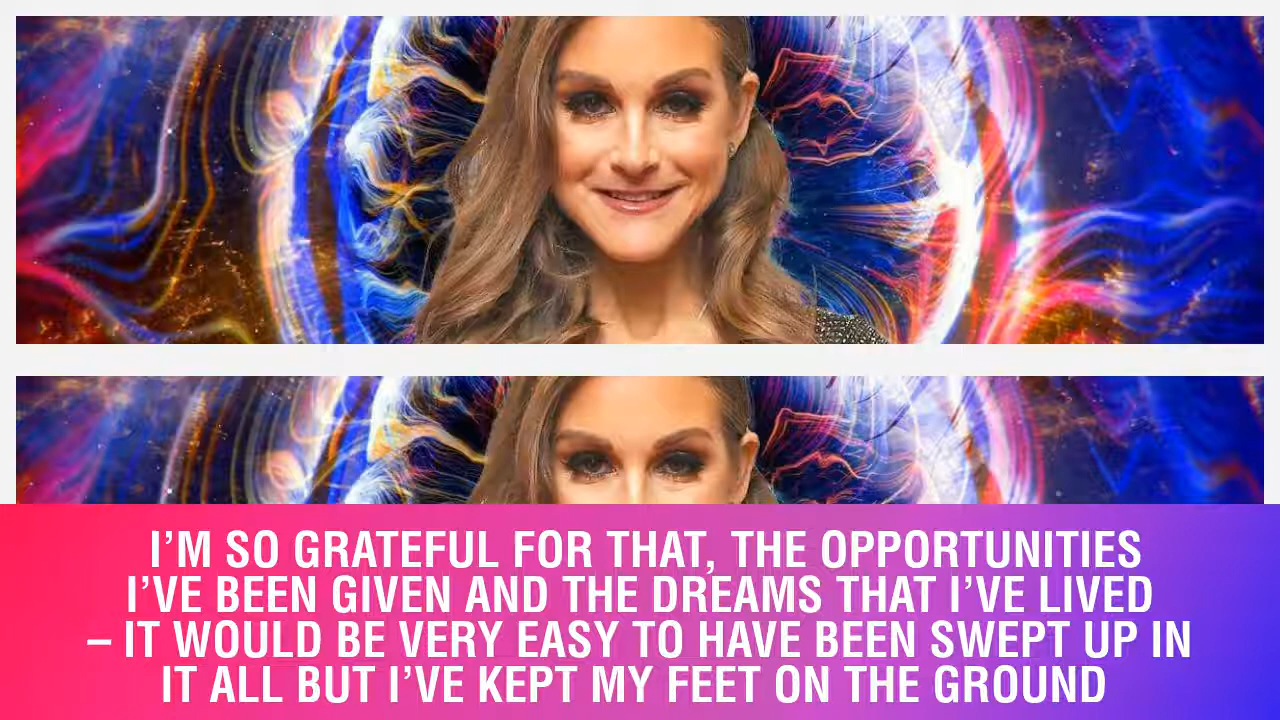 I’M SO GRATEFUL FOR THAT, THE OPPORTUNITIES
I’VE BEEN GIVEN AND THE DREAMS THAT I’VE LIVED
– IT WOULD BE VERY EASY TO HAVE BEEN SWEPT UP IN
IT ALL BUT I’VE KEPT MY FEET ON THE GROUND